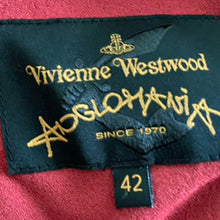 Vivienne Westwood
ANGLOMANIA
SINCE 1970
42